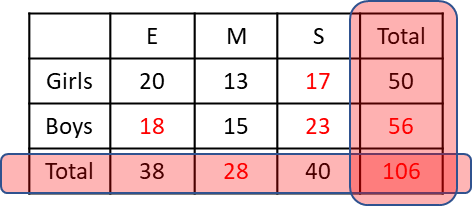 E M S Total
Girls 20 13 17 50
Boys 18 15 23 56
Total 38 28 40 106